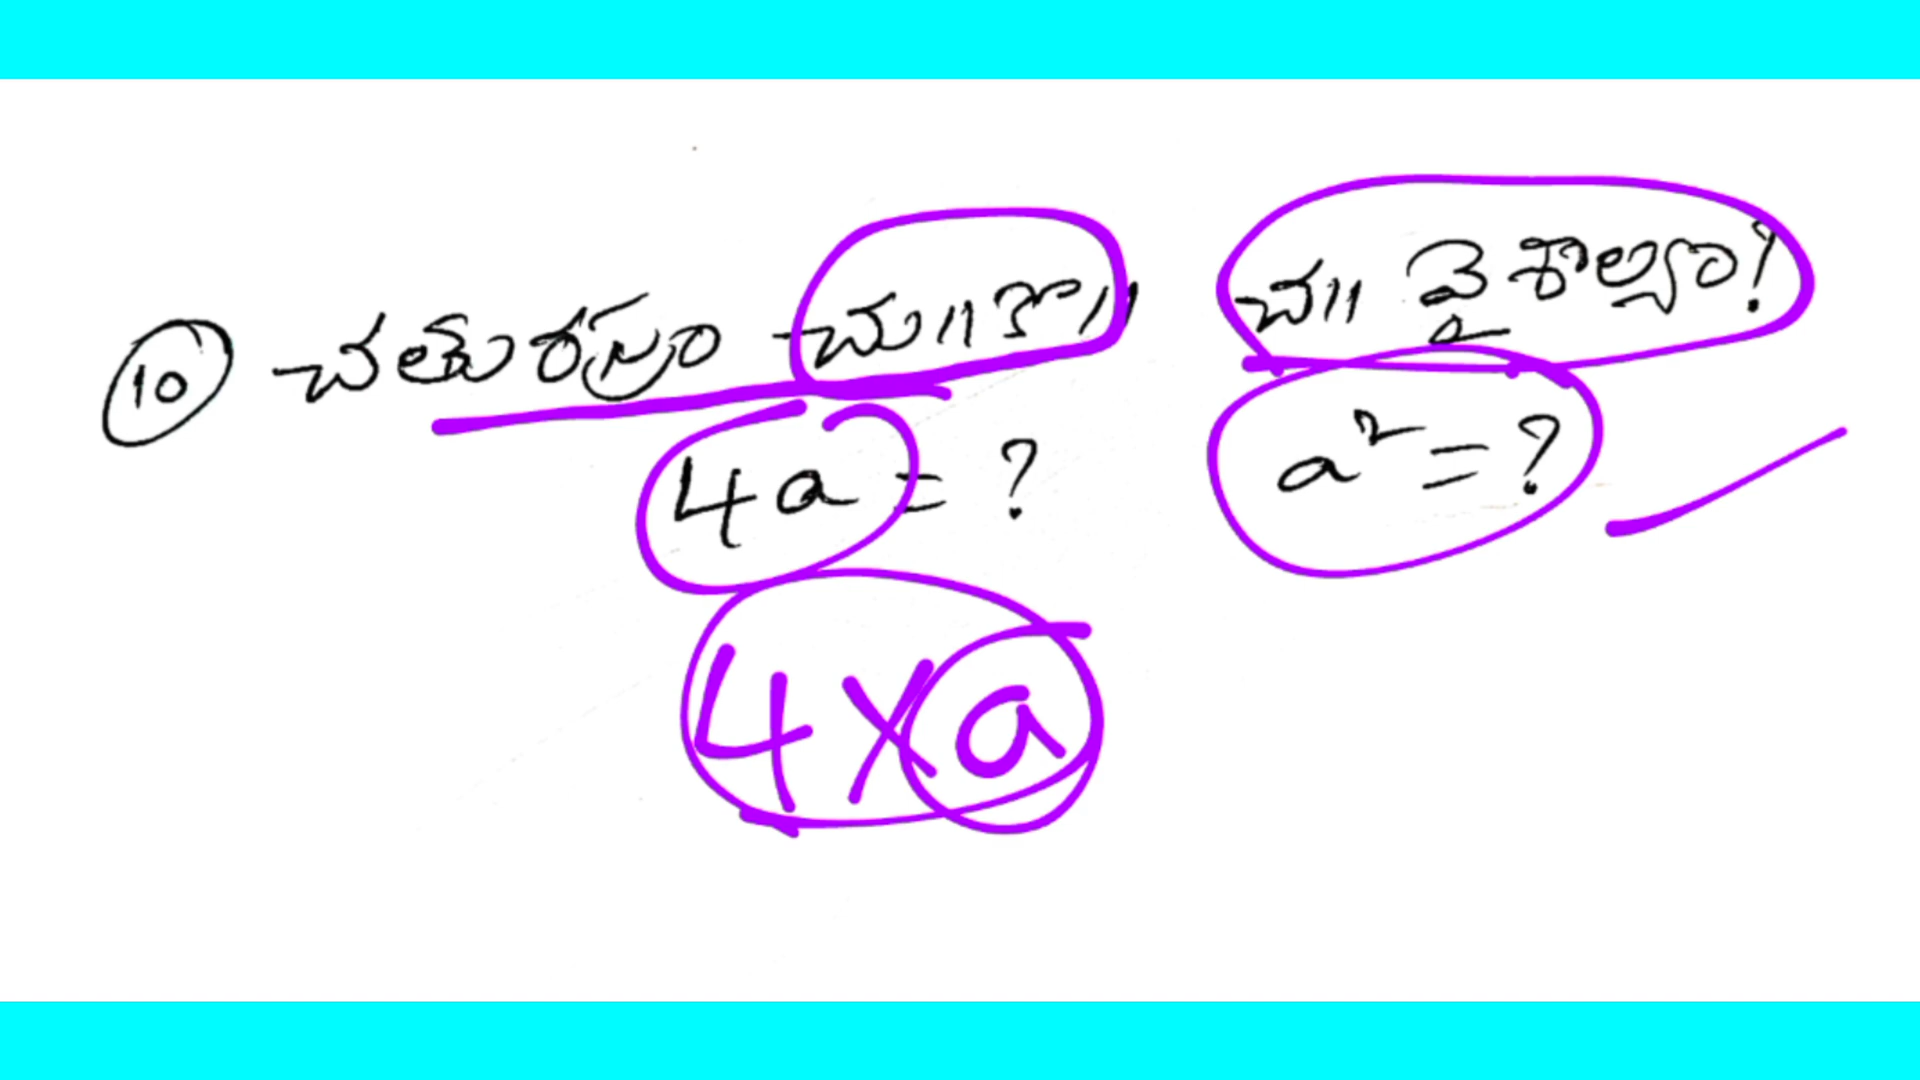 10 చతురస్రం చు॥కొ॥ చ॥ వైశాల్యం?
4a = ? a² = ?
4×a